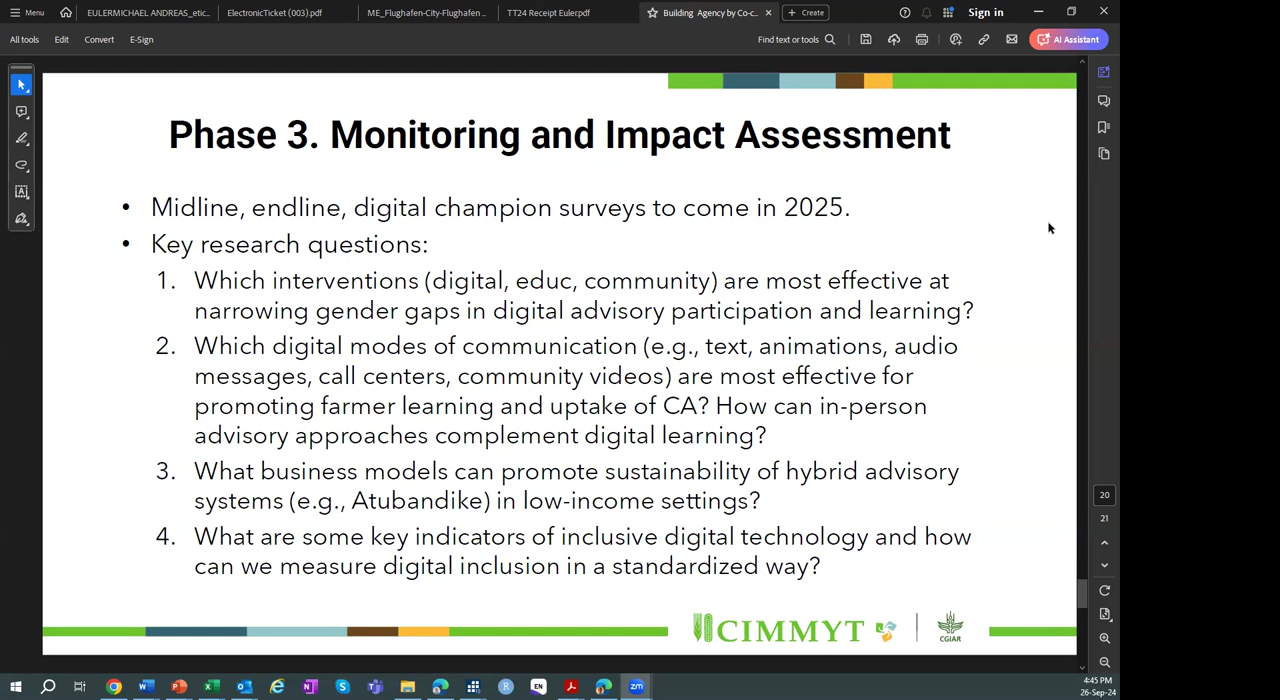 Menu
EULERMICHAEL ANDREAS_etic...
ElectronicTicket (003).pdf
ME_Flughafen-City-Flughafen ...
TT24 Receipt Euler.pdf
Building Agency by Co-c...
Create
Sign in
All tools
Edit
Convert
E-Sign
Find text or tools
AI Assistant
Phase 3. Monitoring and Impact Assessment
• Midline, endline, digital champion surveys to come in 2025.
• Key research questions:
1. Which interventions (digital, educ, community) are most effective at
narrowing gender gaps in digital advisory participation and learning?
2. Which digital modes of communication (e.g., text, animations, audio
messages, call centers, community videos) are most effective for
promoting farmer learning and uptake of CA? How can in-person
advisory approaches complement digital learning?
3. What business models can promote sustainability of hybrid advisory
systems (e.g., Atubandike) in low-income settings?
4. What are some key indicators of inclusive digital technology and how
can we measure digital inclusion in a standardized way?
CIMMYT
CGIAR
20
21
EN
zm
4:45 PM
26-Sep-24